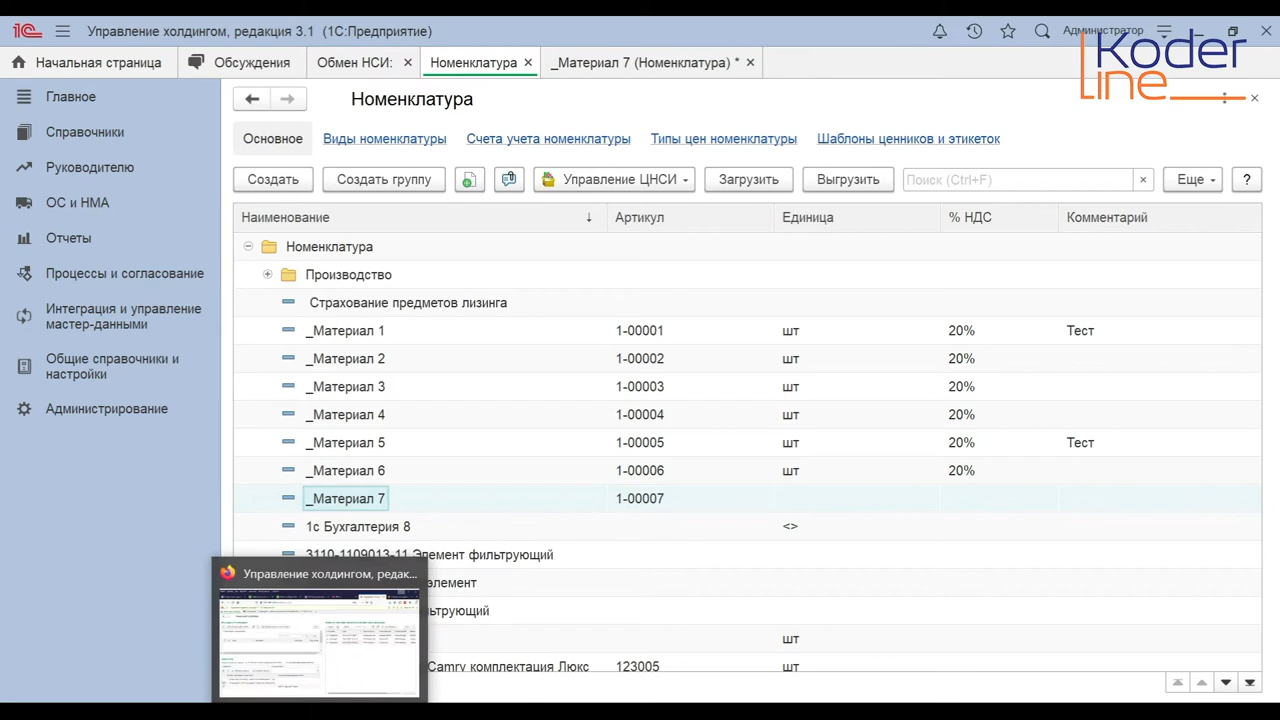 1С Управление холдингом, редакция 3.1 (1С:Предприятие) Администратор
Koder
line
Начальная страница Обсуждения Обмен НСИ: × Номенклатура × _Материал 7 (Номенклатура) * ×
Главное
Справочники
Руководителю
ОС и НМА
Отчеты
Процессы и согласование
Интеграция и управление
мастер-данными
Общие справочники и
настройки
Администрирование
Номенклатура
Основное Виды номенклатуры Счета учета номенклатуры Типы цен номенклатуры Шаблоны ценников и этикеток
Создать Создать группу Управление ЦНСИ Загрузить Выгрузить Поиск (Ctrl+F) × Еще ?
Наименование ↓ Артикул Единица % НДС Комментарий
Номенклатура
Производство
Страхование предметов лизинга
_Материал 1 1-00001 шт 20% Тест
_Материал 2 1-00002 шт 20%
_Материал 3 1-00003 шт 20%
_Материал 4 1-00004 шт 20%
_Материал 5 1-00005 шт 20% Тест
_Материал 6 1-00006 шт 20%
_Материал 7 1-00007
1с Бухгалтерия 8 <>
3110-1109013-11 Элемент фильтрующий
элемент
шт
Camry комплектация Люкс 123005 шт
Управление холдингом, редак...